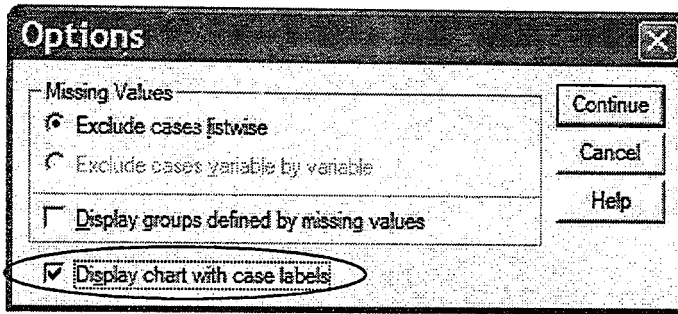 Options
Missing Values
Exclude cases listwise
Exclude cases variable by variable
Display groups defined by missing values
Display chart with case labels
Continue
Cancel
Help